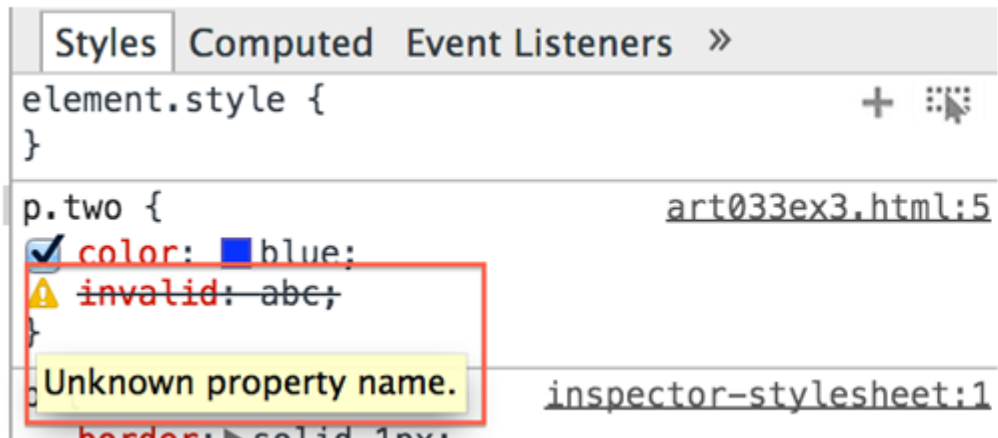 Styles Computed Event Listeners »
element.style {
}
p.two { art033ex3.html:5
color: blue;
invalid: abc;
}
Unknown property name.
inspector-stylesheet:1
border: solid 1px;